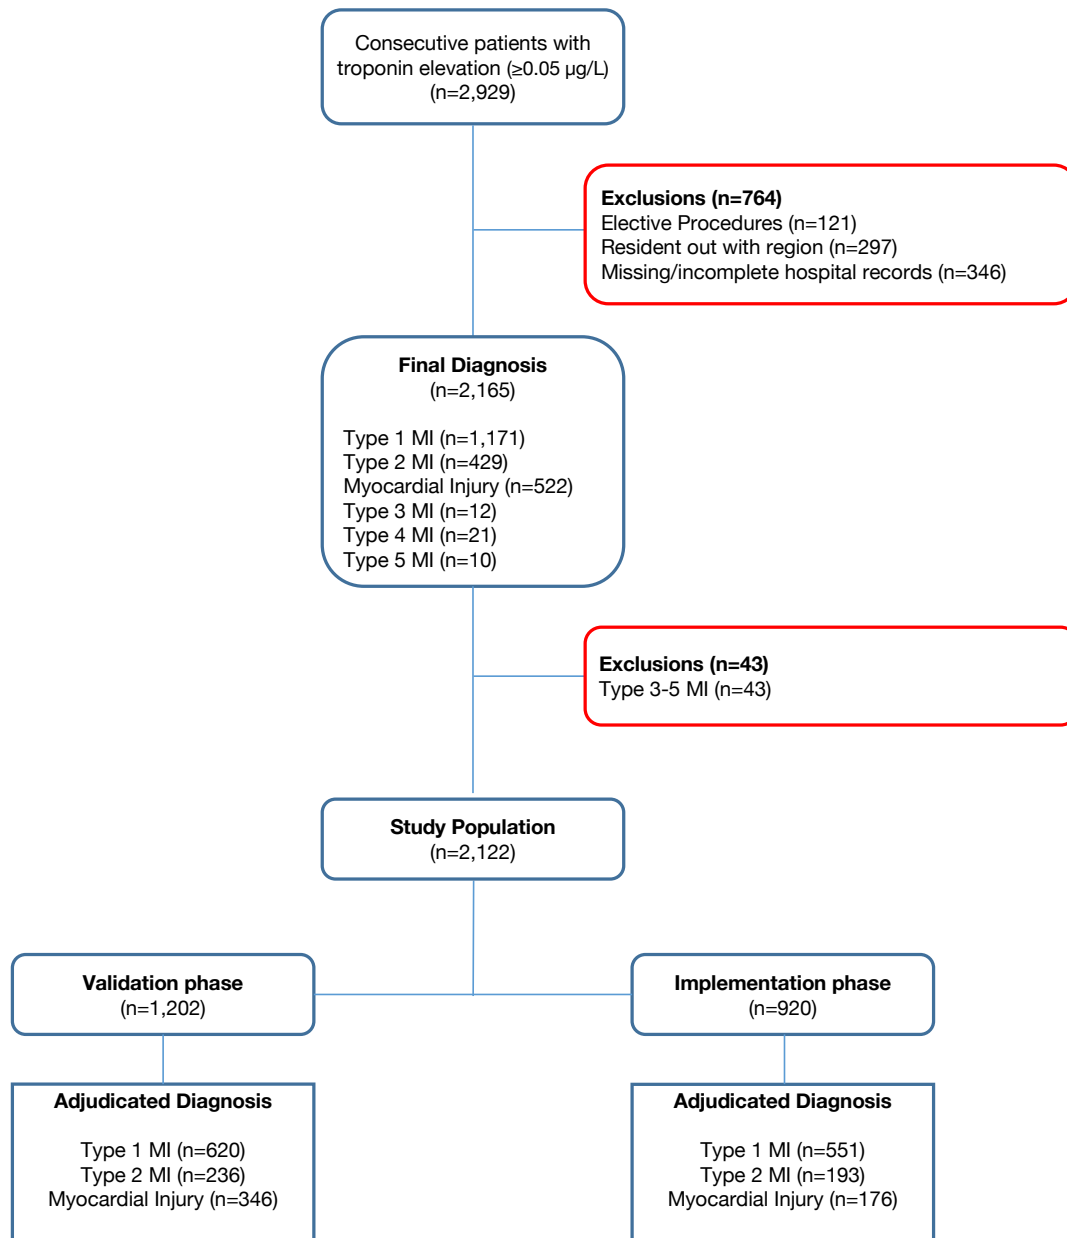 Consecutive patients with
troponin elevation (≥0.05 µg/L)
(n=2,929)
Exclusions (n=764)
Elective Procedures (n=121)
Resident out with region (n=297)
Missing/incomplete hospital records (n=346)
Final Diagnosis
(n=2,165)
Type 1 MI (n=1,171)
Type 2 MI (n=429)
Myocardial Injury (n=522)
Type 3 MI (n=12)
Type 4 MI (n=21)
Type 5 MI (n=10)
Exclusions (n=43)
Type 3-5 MI (n=43)
Study Population
(n=2,122)
Validation phase
(n=1,202)
Implementation phase
(n=920)
Adjudicated Diagnosis
Type 1 MI (n=620)
Type 2 MI (n=236)
Myocardial Injury (n=346)
Adjudicated Diagnosis
Type 1 MI (n=551)
Type 2 MI (n=193)
Myocardial Injury (n=176)